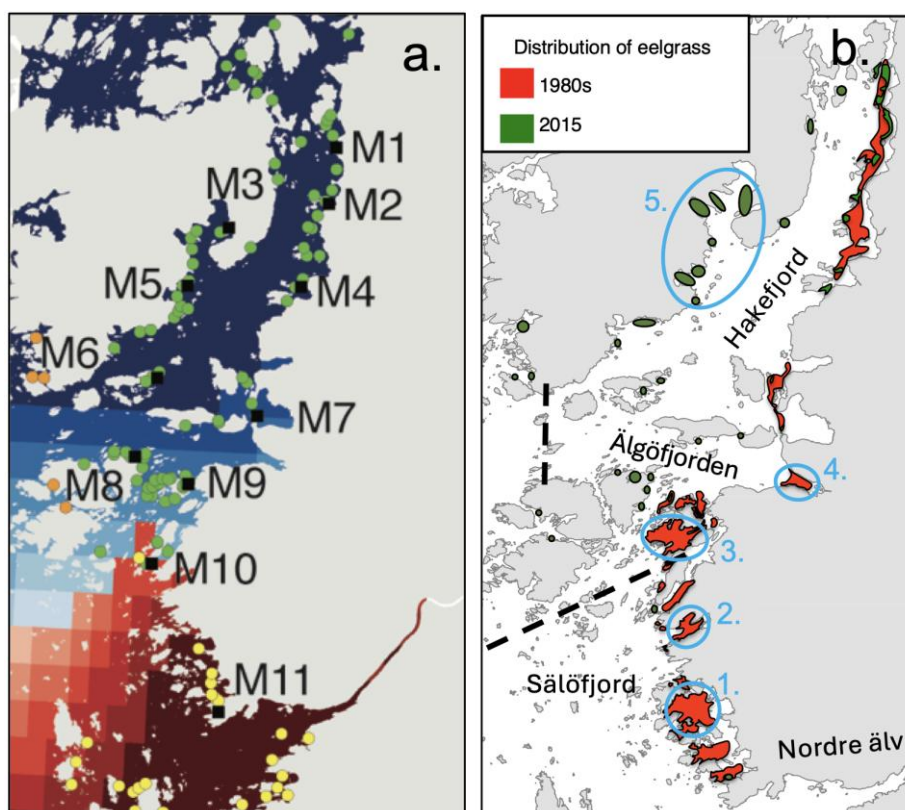 a.
M1
M2
M3
M4
M5
M6
M7
M8
M9
M10
M11
b.
Distribution of eelgrass
1980s
2015
5.
Hakefjord
Älgöfjorden
4.
3.
2.
Sälöfjord
1.
Nordre älv